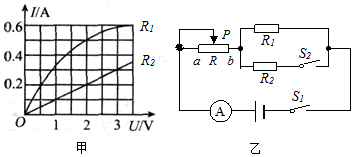 I/A
0.6
0.4
0.2
O
1
2
3
U/V
R₁
R₂
甲
P
a
R
b
R₁
R₂
S₂
A
S₁
乙